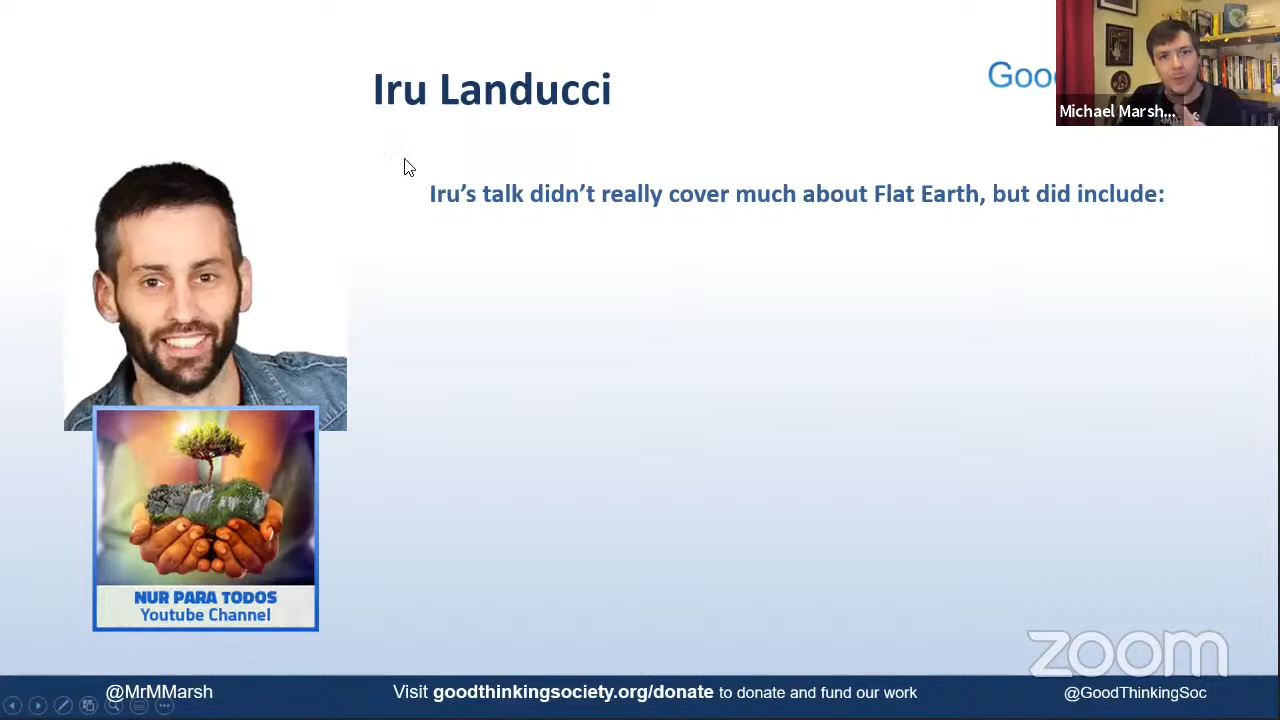 Iru Landucci
Goo
Michael Marsh...
Iru's talk didn't really cover much about Flat Earth, but did include:
NUR PARA TODOS
Youtube Channel
zoom
@MrMMarsh
Visit goodthinkingsociety.org/donate to donate and fund our work
@GoodThinkingSoc